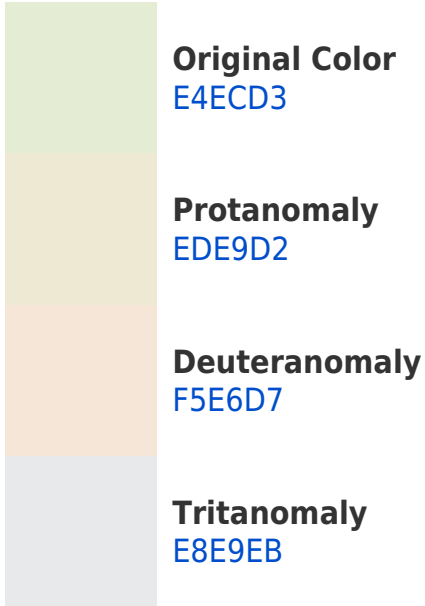 Original Color
E4ECD3
Protanomaly
EDE9D2
Deuteranomaly
F5E6D7
Tritanomaly
E8E9EB